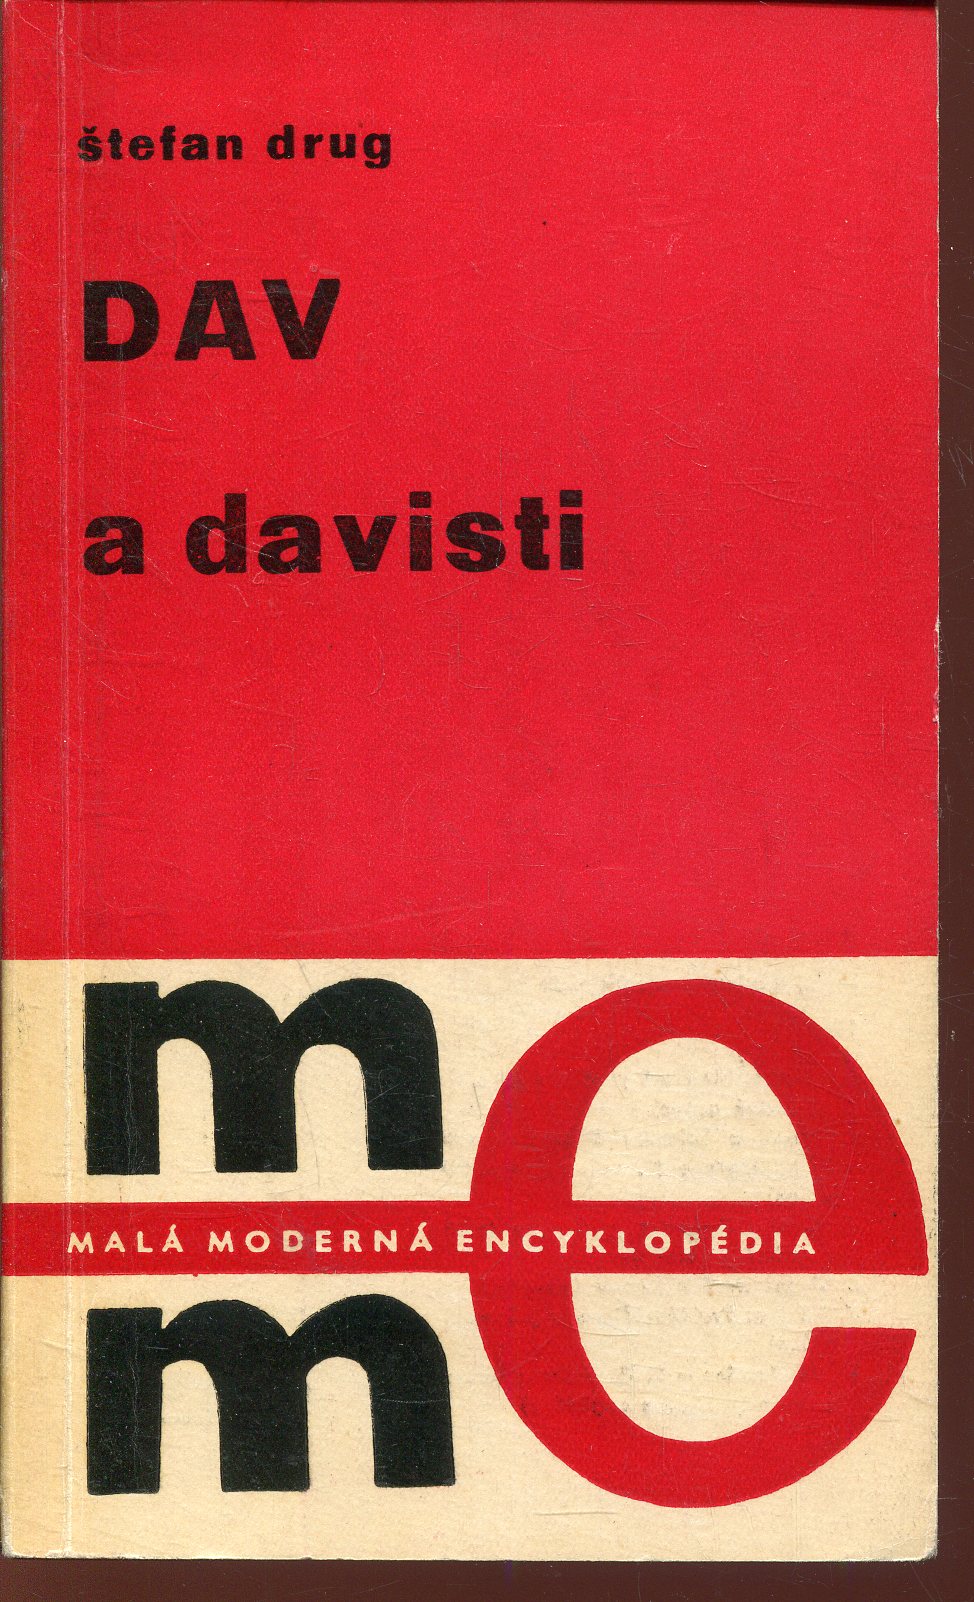 štefan drug
DAV
a davisti
m e
MALÁ MODERNÁ ENCYKLOPÉDIA
m